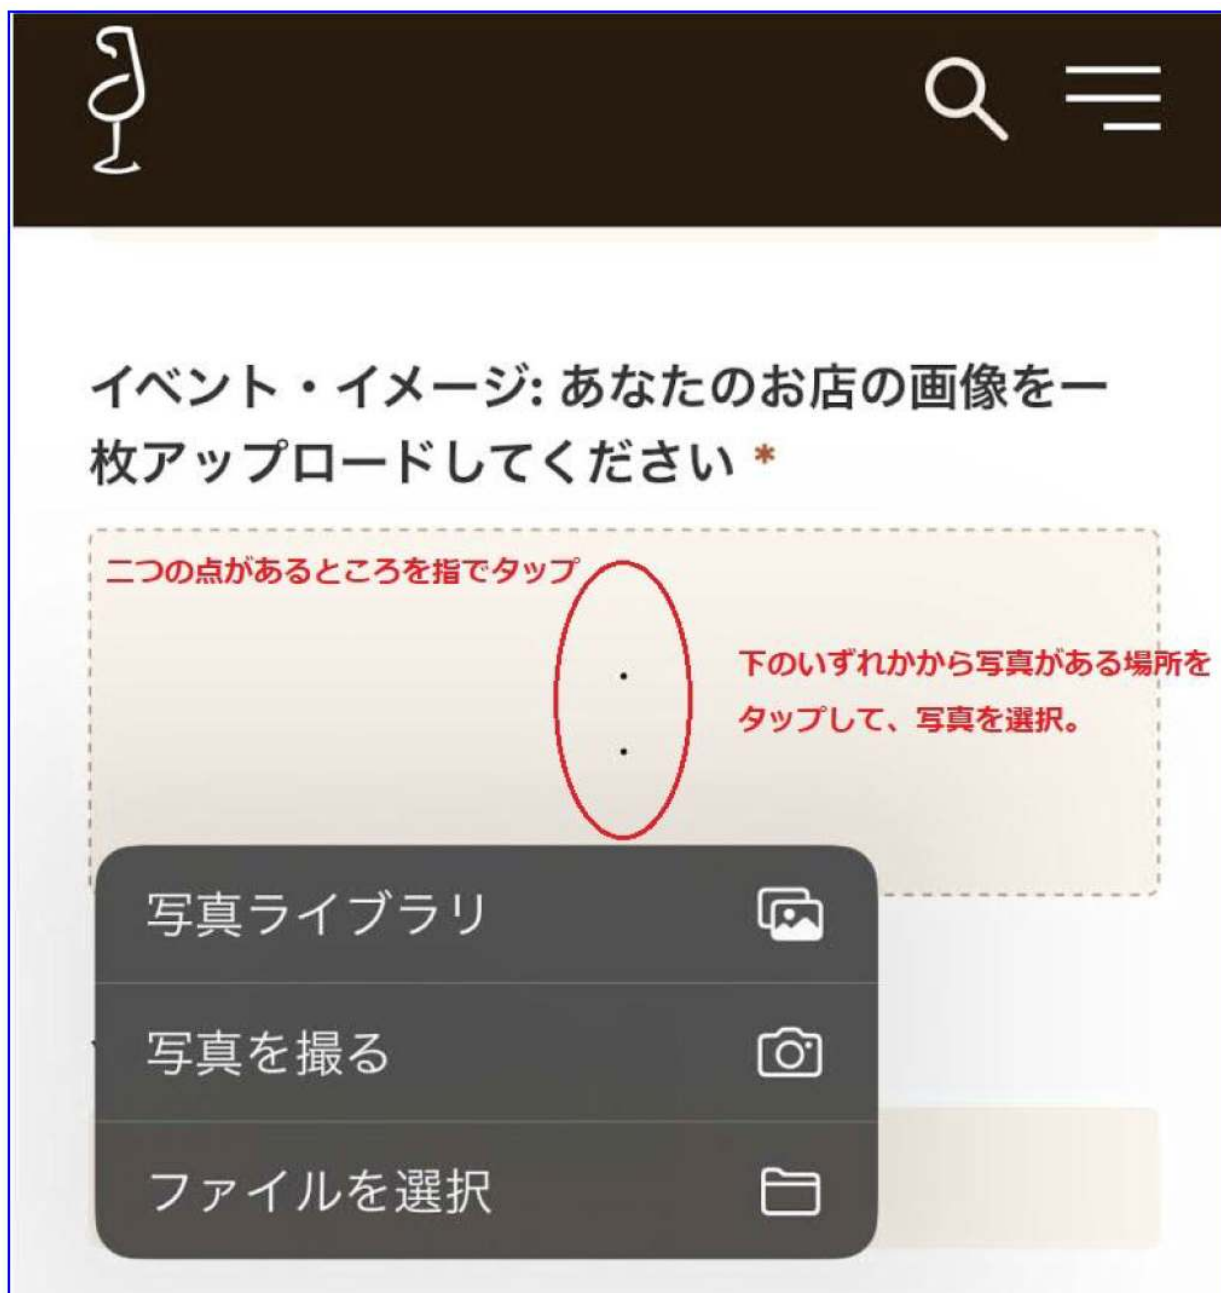 イベント・イメージ: あなたのお店の画像を一
枚アップロードしてください *
二つの点があるところを指でタップ
下のいずれかから写真がある場所を
タップして、写真を選択。
写真ライブラリ
写真を撮る
ファイルを選択